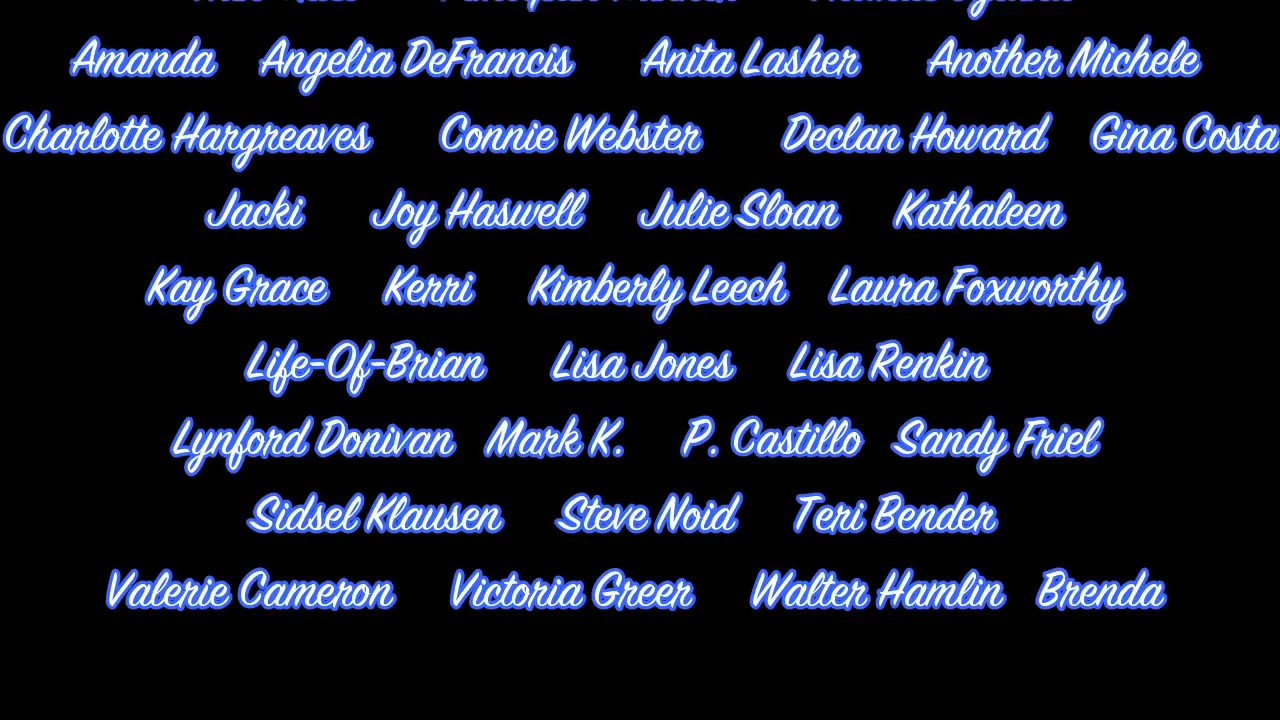 Amanda Angelia DeFrancis Anita Lasher Another Michele
Charlotte Hargreaves Connie Webster Declan Howard Gina Costa
Jacki Joy Haswell Julie Sloan Kathaleen
Kay Grace Kerri Kimberly Leech Laura Foxworthy
Life-Of-Brian Lisa Jones Lisa Renkin
Lynford Donivan Mark K. P. Castillo Sandy Friel
Sidsel Klausen Steve Noid Teri Bender
Valerie Cameron Victoria Greer Walter Hamlin Brenda